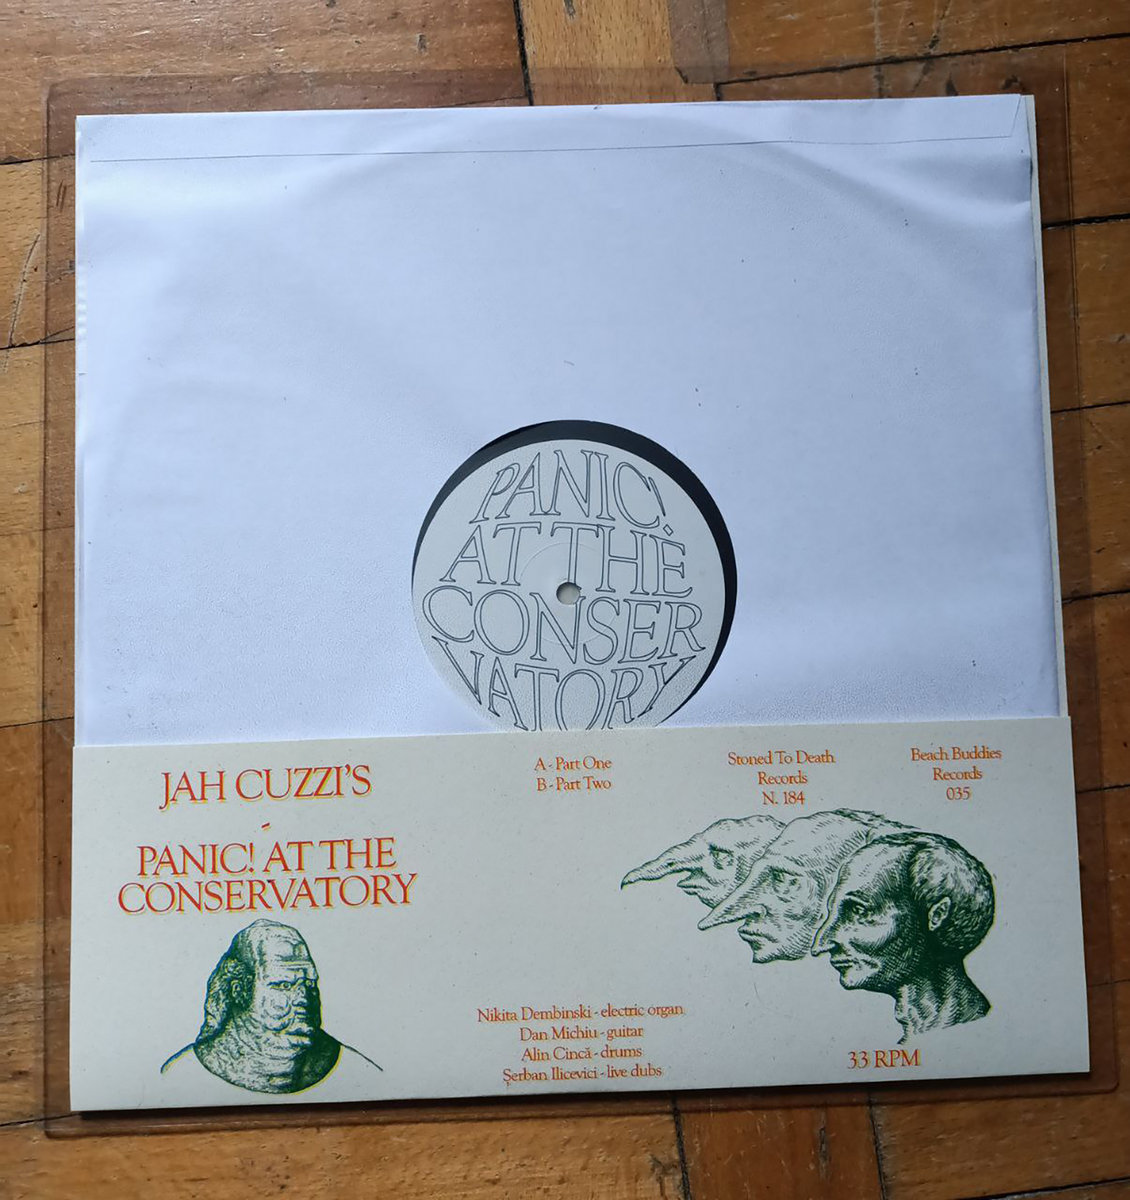 PANIC!
AT THE
CONSER
VATORY
JAH CUZZI'S
-
PANIC! AT THE
CONSERVATORY
A - Part One
B - Part Two
Stoned To Death
Records
N. 184
Beach Buddies
Records
035
Nikita Dembinski - electric organ
Dan Michiu - guitar
Alin Cincă - drums
Șerban Ilicevici - live dubs
33 RPM